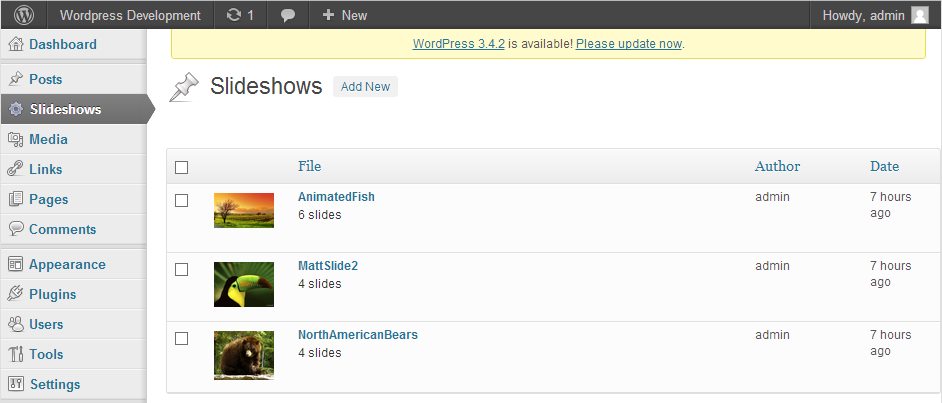 Wordpress Development 1 New Howdy, admin
WordPress 3.4.2 is available! Please update now.
Dashboard
Posts
Slideshows
Media
Links
Pages
Comments
Appearance
Plugins
Users
Tools
Settings
Slideshows Add New
File Author Date
AnimatedFish admin 7 hours
6 slides ago
MattSlide2 admin 7 hours
4 slides ago
NorthAmericanBears admin 7 hours
4 slides ago